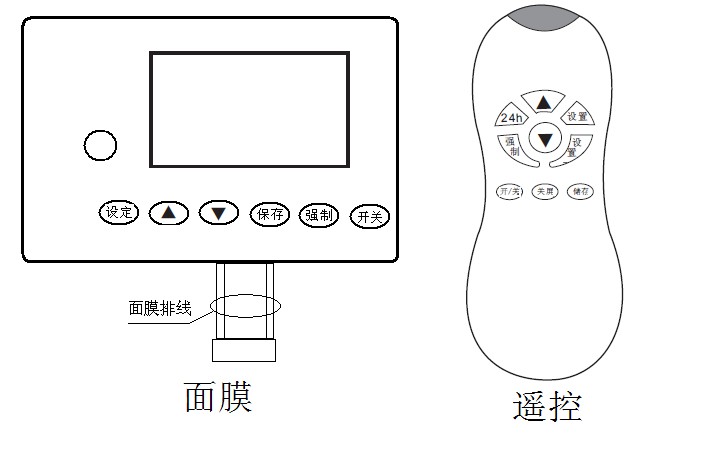 设定 ▲ ▼ 保存 强制 开关
面膜排线
面膜
▲
24h 设置
▼
强制 设置
开/关 关屏 储存
遥控